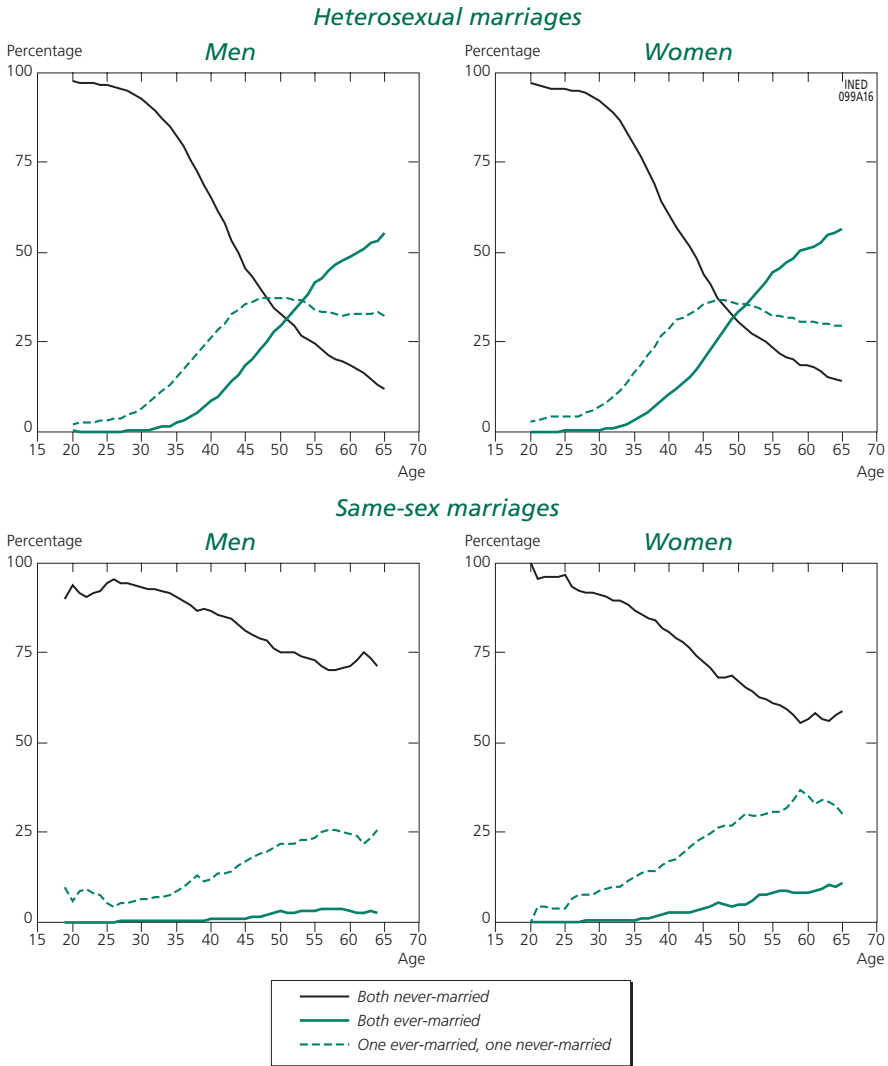 Heterosexual marriages
Percentage
Men
100
75
50
25
0
15 20 25 30 35 40 45 50 55 60 65 70
Age
Percentage
Women
INED
099A16
100
75
50
25
0
15 20 25 30 35 40 45 50 55 60 65 70
Age
Same-sex marriages
Percentage
Men
100
75
50
25
0
15 20 25 30 35 40 45 50 55 60 65 70
Age
Percentage
Women
100
75
50
25
0
15 20 25 30 35 40 45 50 55 60 65 70
Age
Both never-married
Both ever-married
One ever-married, one never-married